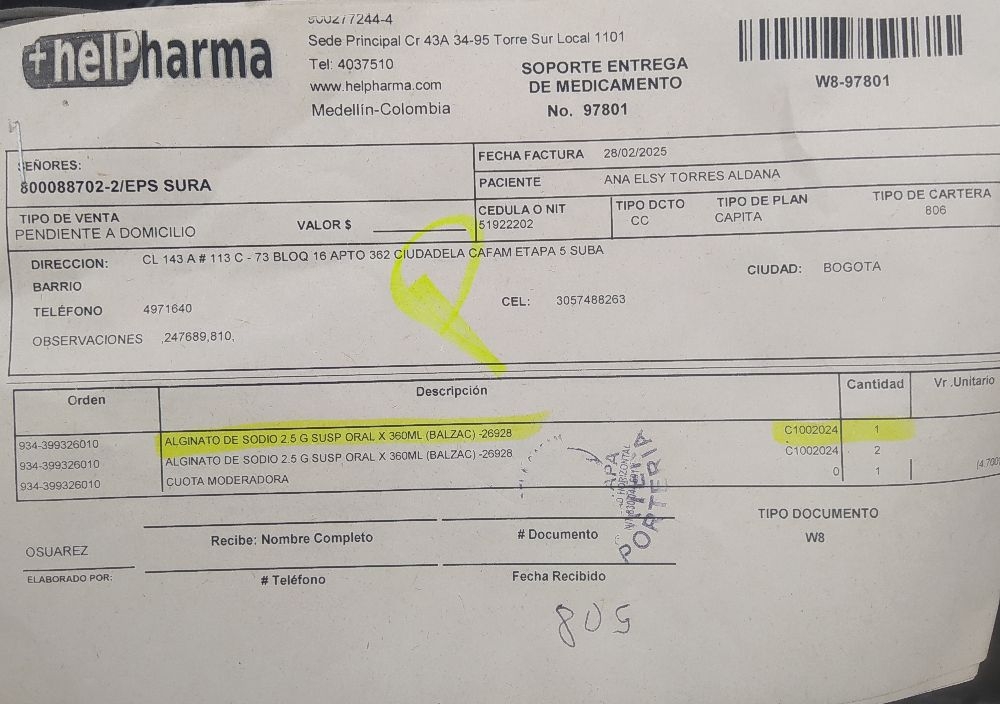 +helPharma
800277244-4
Sede Principal Cr 43A 34-95 Torre Sur Local 1101
Tel: 4037510
www.helpharma.com
Medellín-Colombia
SOPORTE ENTREGA
DE MEDICAMENTO
No. 97801
W8-97801
SEÑORES:
800088702-2/EPS SURA
FECHA FACTURA 28/02/2025
PACIENTE ANA ELSY TORRES ALDANA
TIPO DE VENTA
PENDIENTE A DOMICILIO
VALOR $
CEDULA O NIT
51922202
TIPO DCTO
CC
TIPO DE PLAN
CAPITA
TIPO DE CARTERA
806
DIRECCION: CL 143 A # 113 C - 73 BLOQ 16 APTO 362 CIUDADELA CAFAM ETAPA 5 SUBA
BARRIO
CIUDAD: BOGOTA
TELÉFONO 4971640
CEL: 3057488263
OBSERVACIONES ,247689,810,
Orden Descripción Cantidad Vr .Unitario
934-399326010 ALGINATO DE SODIO 2.5 G SUSP ORAL X 360ML (BALZAC) -26928 C1002024 1
934-399326010 ALGINATO DE SODIO 2.5 G SUSP ORAL X 360ML (BALZAC) -26928 C1002024 2
934-399326010 CUOTA MODERADORA 0 1 (4.700
PORTERIA
HORIZONTAL
OSUAREZ
ELABORADO POR:
Recibe: Nombre Completo
# Documento
# Teléfono
Fecha Recibido
TIPO DOCUMENTO
W8
805